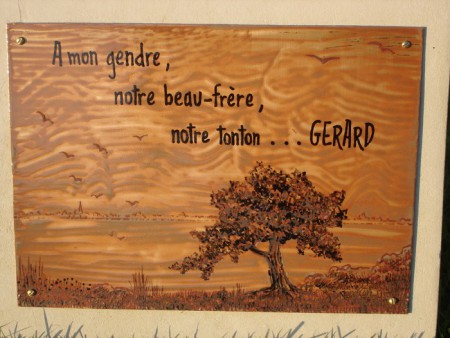 A mon gendre,
notre beau-frère,
notre tonton ... GERARD